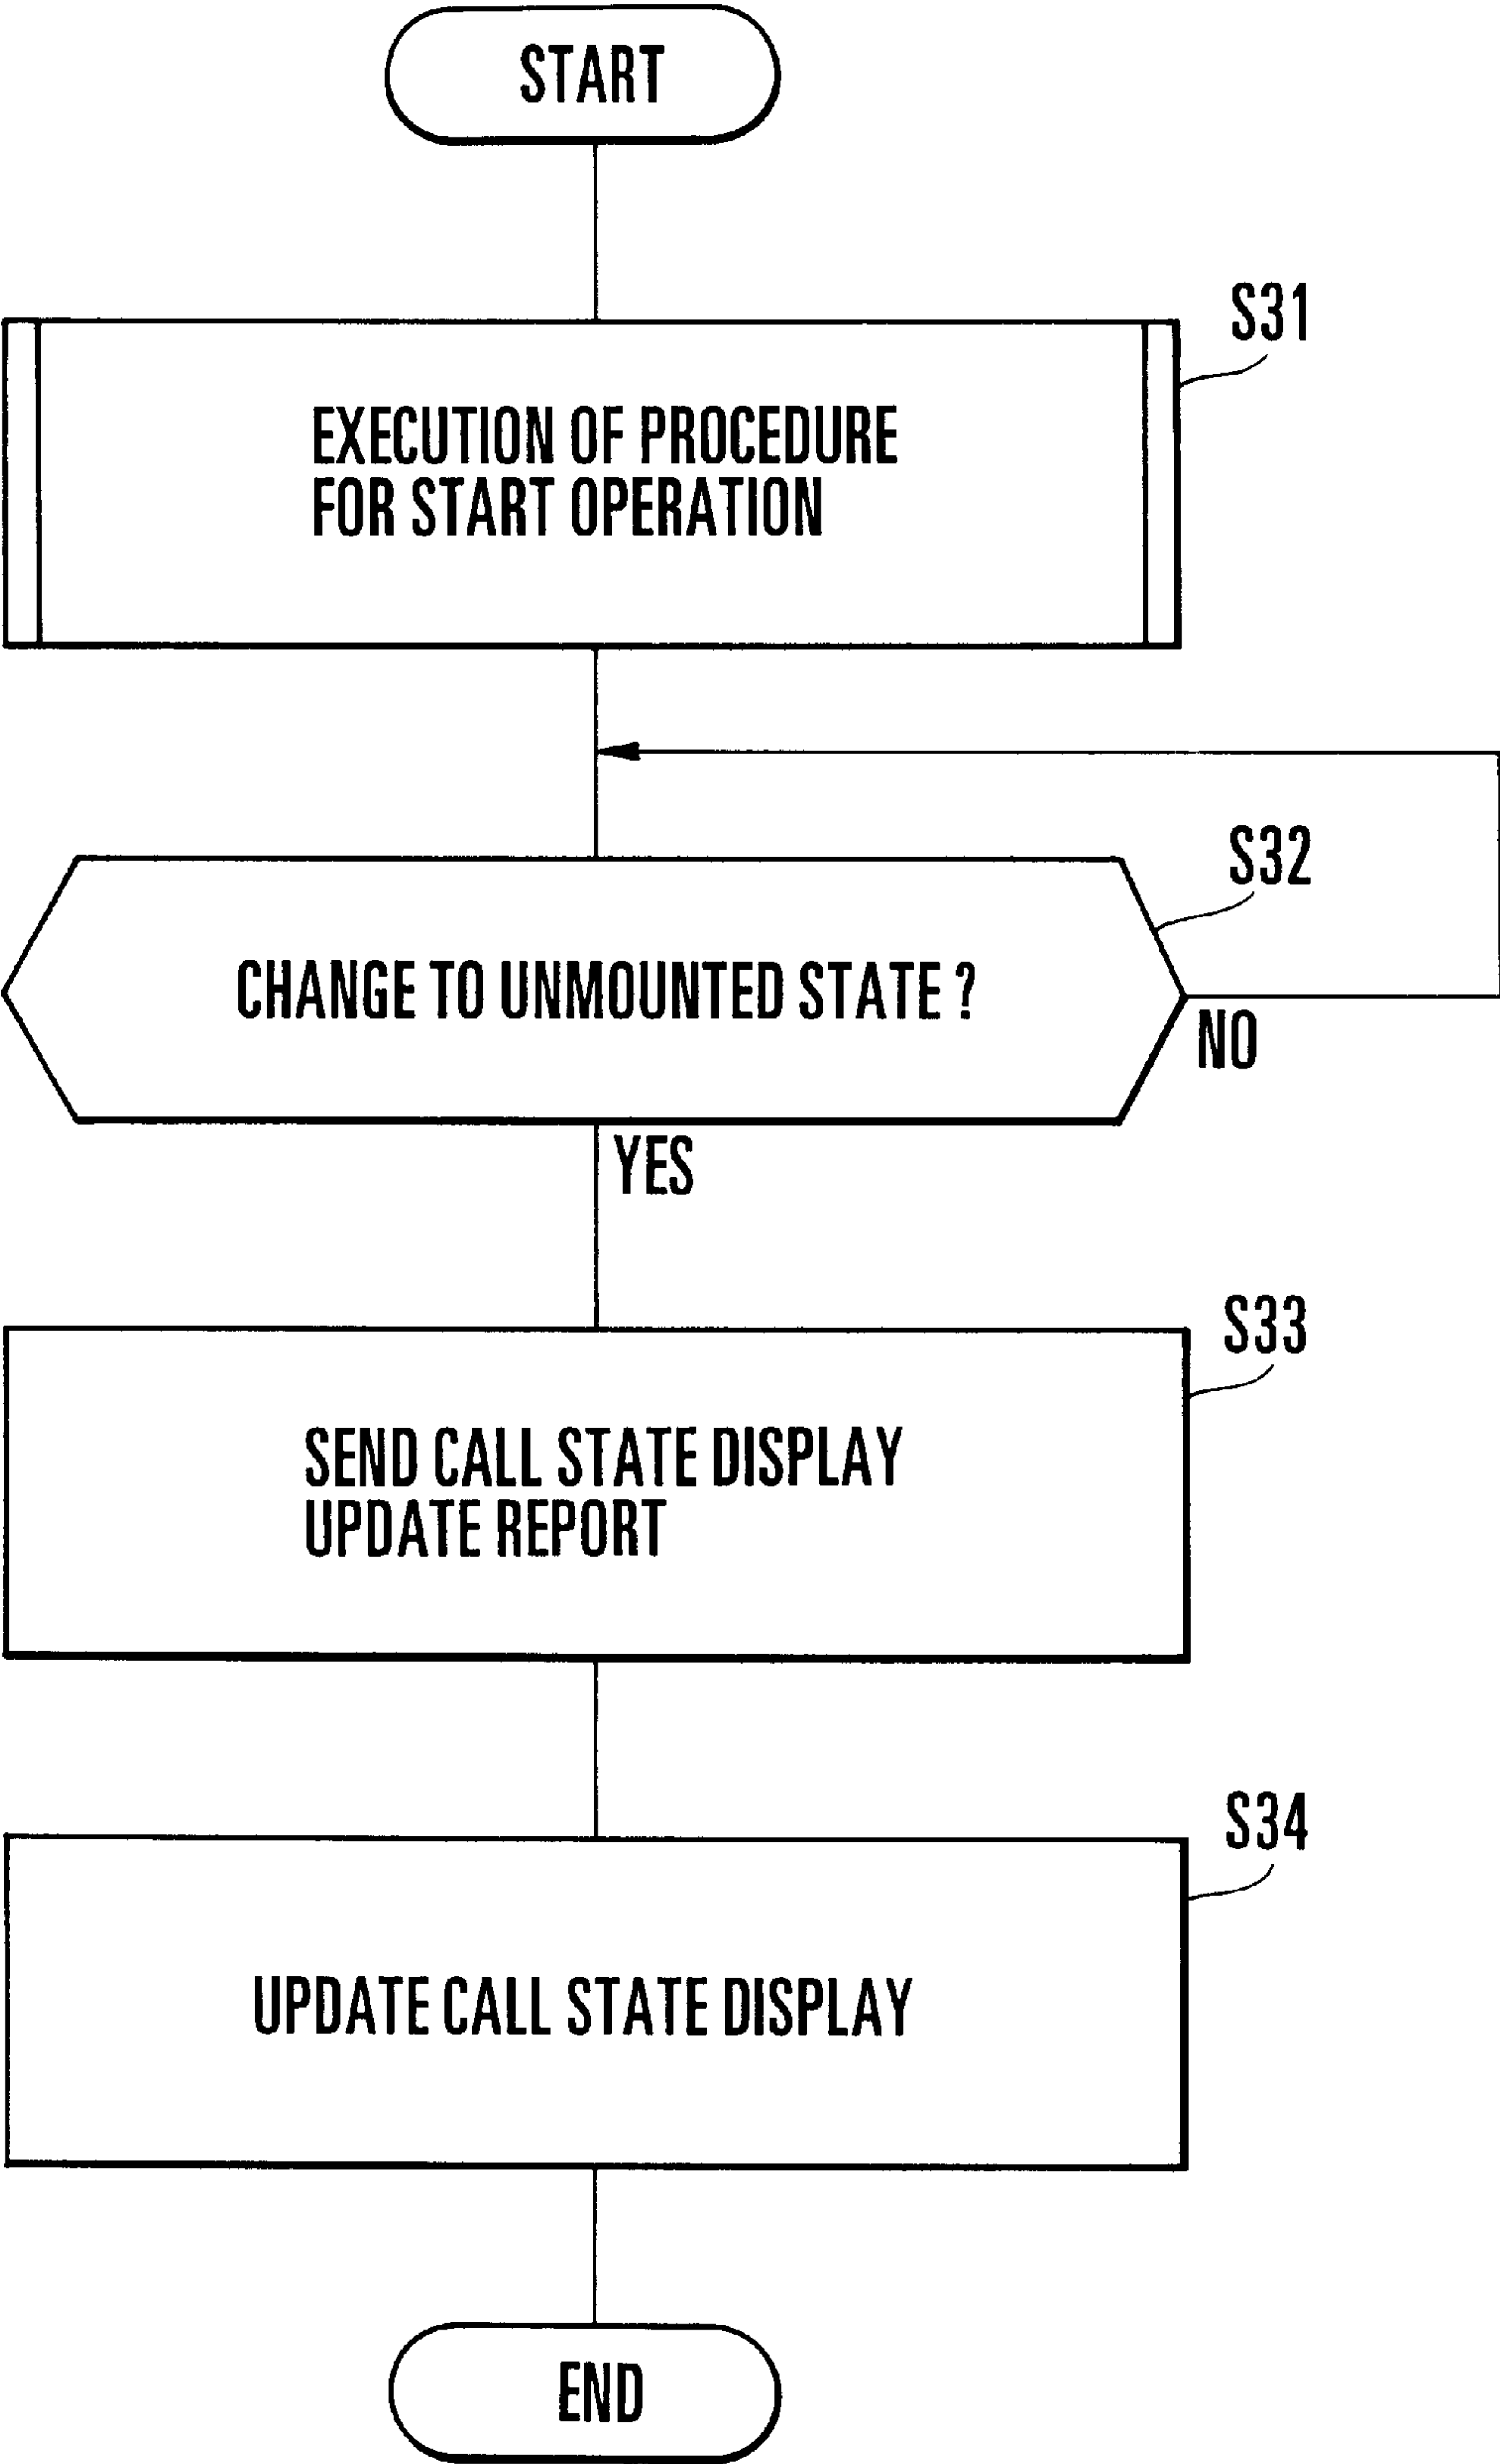 START
S31
EXECUTION OF PROCEDURE
FOR START OPERATION
S32
CHANGE TO UNMOUNTED STATE ?
NO
YES
S33
SEND CALL STATE DISPLAY
UPDATE REPORT
S34
UPDATE CALL STATE DISPLAY
END